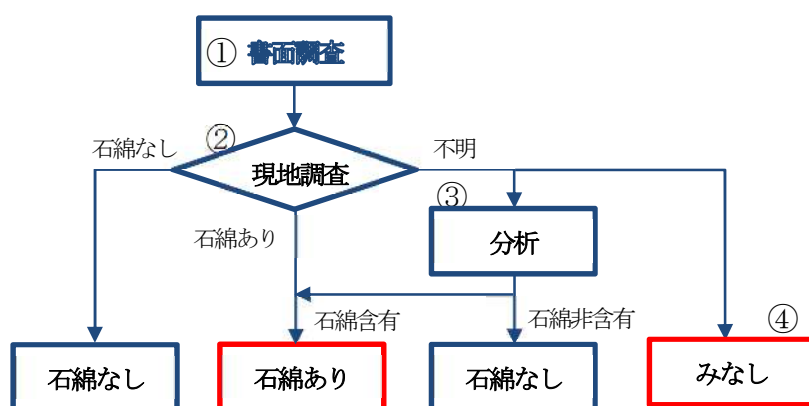 ① 書面調査
②
石綿なし
不明
現地調査
③
石綿あり
分析
石綿含有
石綿非含有
④
石綿なし
石綿あり
石綿なし
みなし